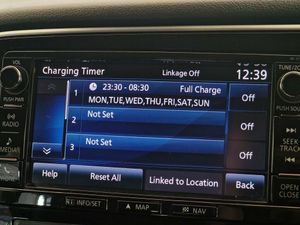 VOL
TUNE/
Charging Timer
Linkage Off
12:39
PUSH PWR
PUSH
RADIO
MEDIA
1
23:30 - 08:30
Full Charge
MON,TUE,WED,THU,FRI,SAT,SUN
Off
2
Not Set
Off
3
Not Set
Off
SEEK
TRACK
Help
Reset All
Linked to Location
Back
OPEN
CLOSE
INFO/SET
MAP
NAV